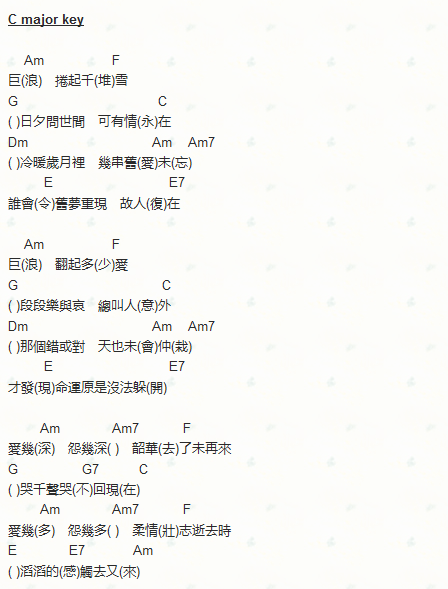 C major key
Am F
巨(浪) 捲起千(堆)雪
G C
( )日夕問世間 可有情(永)在
Dm Am Am7
( )冷暖歲月裡 幾串舊(愛)未(忘)
E E7
誰會(令)舊夢重現 故人(復)在
Am F
巨(浪) 翻起多(少)愛
G C
( )段段樂與哀 總叫人(意)外
Dm Am Am7
( )那個錯或對 天也未(會)仲(栽)
E E7
才發(現)命運原是沒法躲(開)
Am Am7 F
愛幾(深) 怨幾深( ) 韶華(去)了未再來
G G7 C
( )哭千聲哭(不)回現(在)
Am Am7 F
愛幾(多) 怨幾多( ) 柔情(壯)志逝去時
E E7 Am
( )滔滔的(感)觸去又(來)